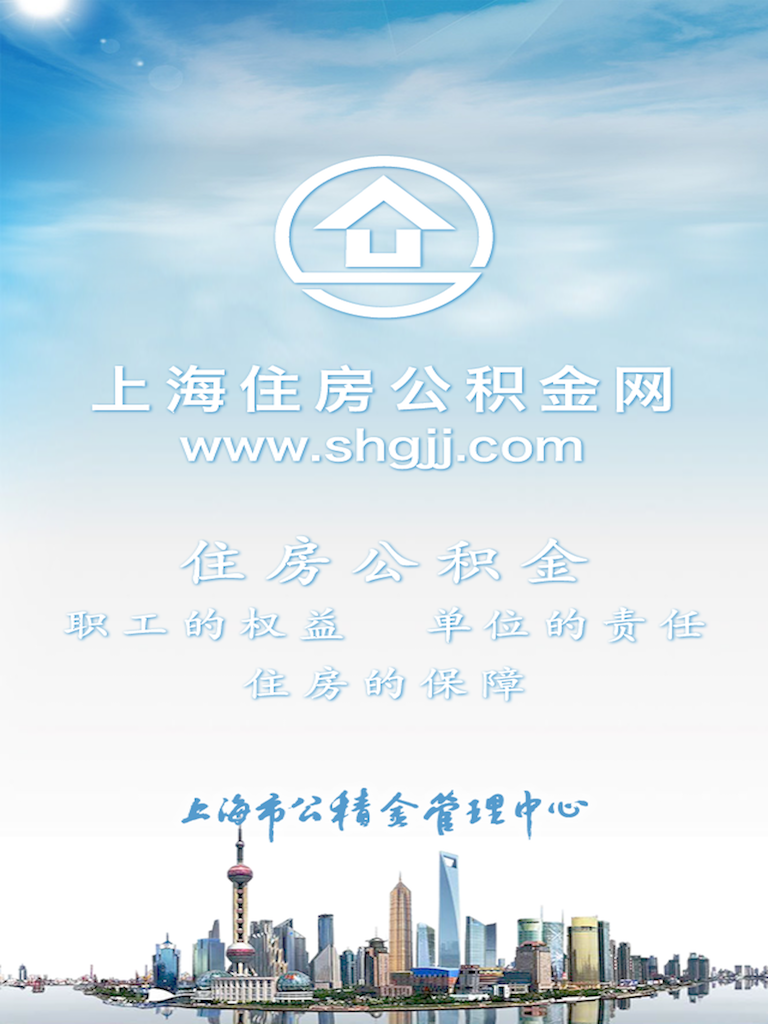 上海住房公积金网
www.shgjj.com
住房公积金
职工的权益 单位的责任
住房的保障
上海市公積金管理中心